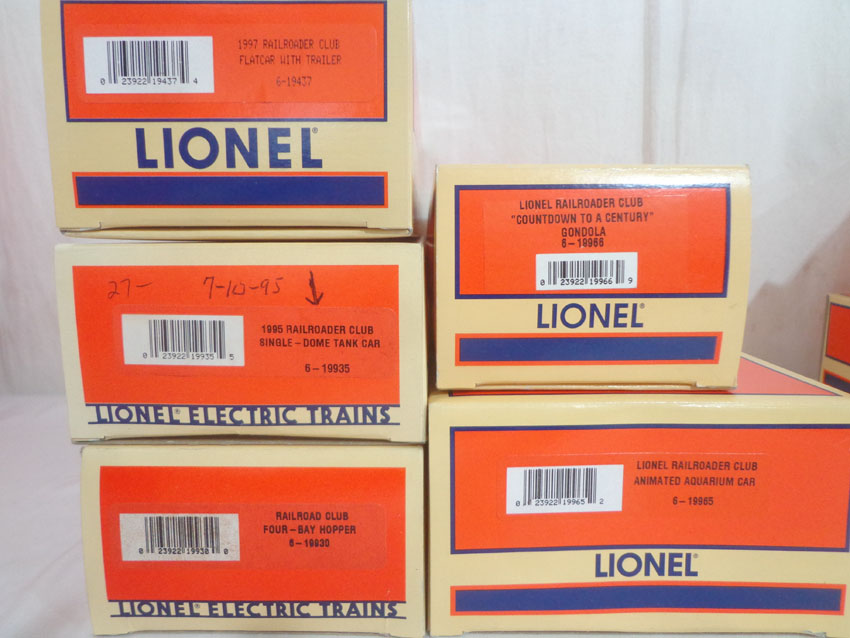 1997 RAILROADER CLUB
FLATCAR WITH TRAILER
6-19437
0 23922 19437 4
LIONEL®
27- 7-10-95
1995 RAILROADER CLUB
SINGLE-DOME TANK CAR
6-19935
0 23922 19935 5
LIONEL® ELECTRIC TRAINS
RAILROAD CLUB
FOUR-BAY HOPPER
6-19930
0 23922 19930 0
LIONEL® ELECTRIC TRAINS
LIONEL RAILROADER CLUB
"COUNTDOWN TO A CENTURY"
GONDOLA
6-19966
0 23922 19966 9
LIONEL®
LIONEL RAILROADER CLUB
ANIMATED AQUARIUM CAR
6-19965
0 23922 19965 2
LIONEL®